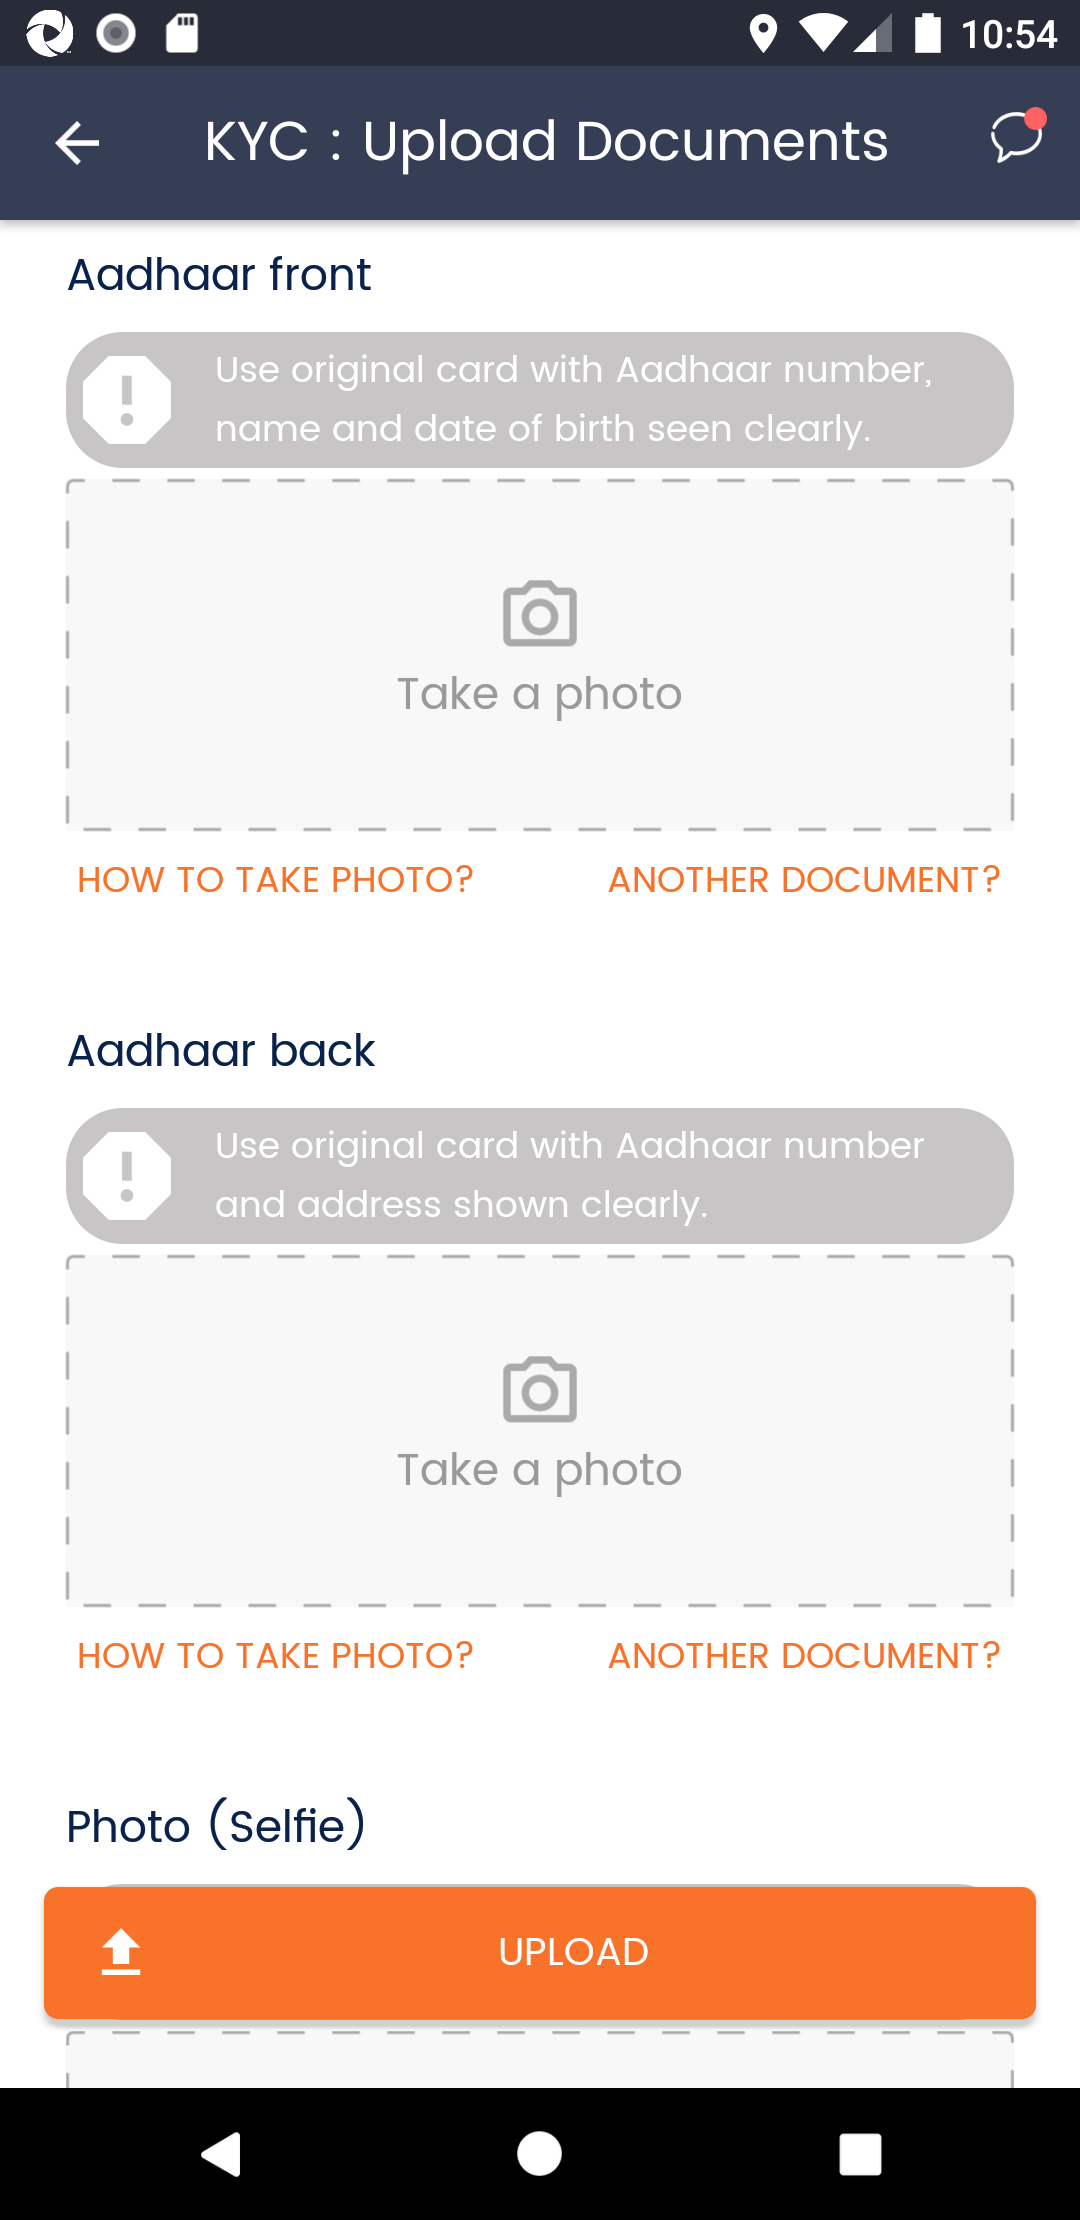 10:54
KYC : Upload Documents
Aadhaar front
Use original card with Aadhaar number,
name and date of birth seen clearly.
Take a photo
HOW TO TAKE PHOTO? ANOTHER DOCUMENT?
Aadhaar back
Use original card with Aadhaar number
and address shown clearly.
Take a photo
HOW TO TAKE PHOTO? ANOTHER DOCUMENT?
Photo (Selfie)
UPLOAD